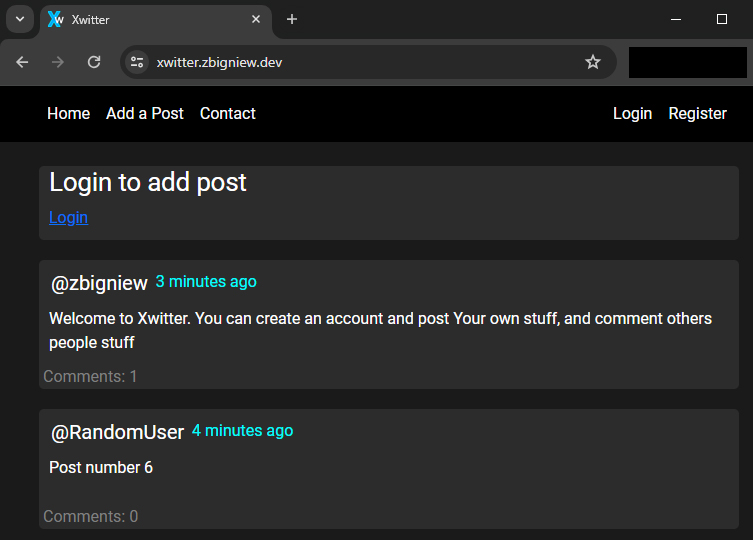 Xwitter
xwitter.zbigniew.dev
Home Add a Post Contact Login Register
Login to add post
Login
@zbigniew 3 minutes ago
Welcome to Xwitter. You can create an account and post Your own stuff, and comment others
people stuff
Comments: 1
@RandomUser 4 minutes ago
Post number 6
Comments: 0